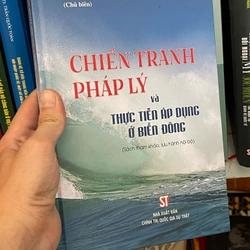 (Chủ biên)
CHIẾN TRANH
PHÁP LÝ
và
THỰC TIỄN ÁP DỤNG
Ở BIỂN ĐÔNG
(Sách tham khảo, lưu hành nội bộ)
ST
NHÀ XUẤT BẢN
CHÍNH TRỊ QUỐC GIA SỰ THẬT